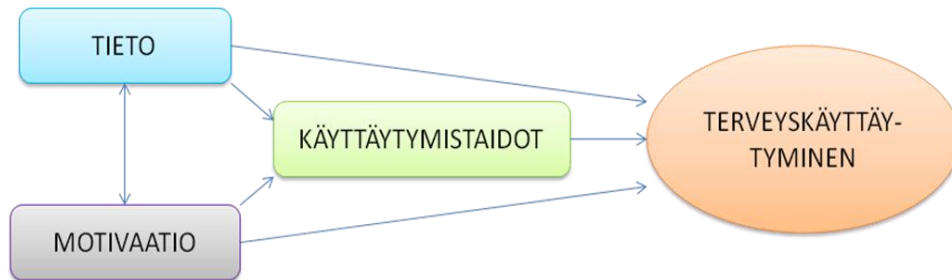 TIETO
KÄYTTÄYTYMISTAIDOT
TERVEYSKÄYTTÄY-
TYMINEN
MOTIVAATIO